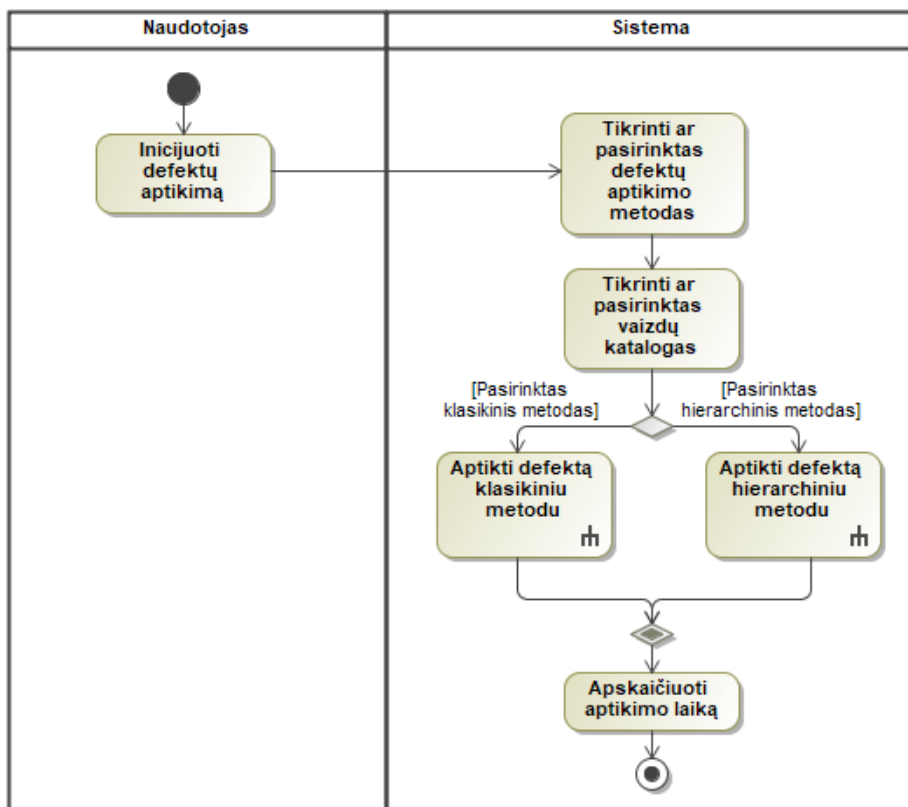 Naudotojas
Sistema
Inicijuoti
defektų
aptikimą
Tikrinti ar
pasirinktas
defektų
aptikimo
metodas
Tikrinti ar
pasirinktas
vaizdų
katalogas
[Pasirinktas
klasikinis metodas]
[Pasirinktas
hierarchinis metodas]
Aptikti defektą
klasikiniu
metodu
Aptikti defektą
hierarchiniu
metodu
Apskaičiuoti
aptikimo laiką